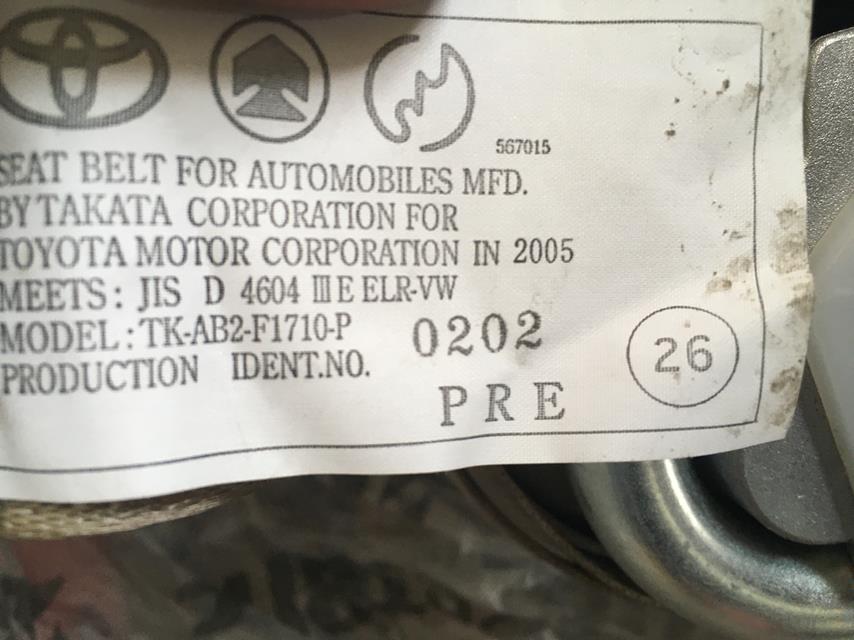 567015
SEAT BELT FOR AUTOMOBILES MFD.
BY TAKATA CORPORATION FOR
TOYOTA MOTOR CORPORATION IN 2005
MEETS: JIS D 4604 III E ELR-VW
MODEL: TK-AB2-F1710-P 0202
PRODUCTION IDENT.NO.
PRE
26